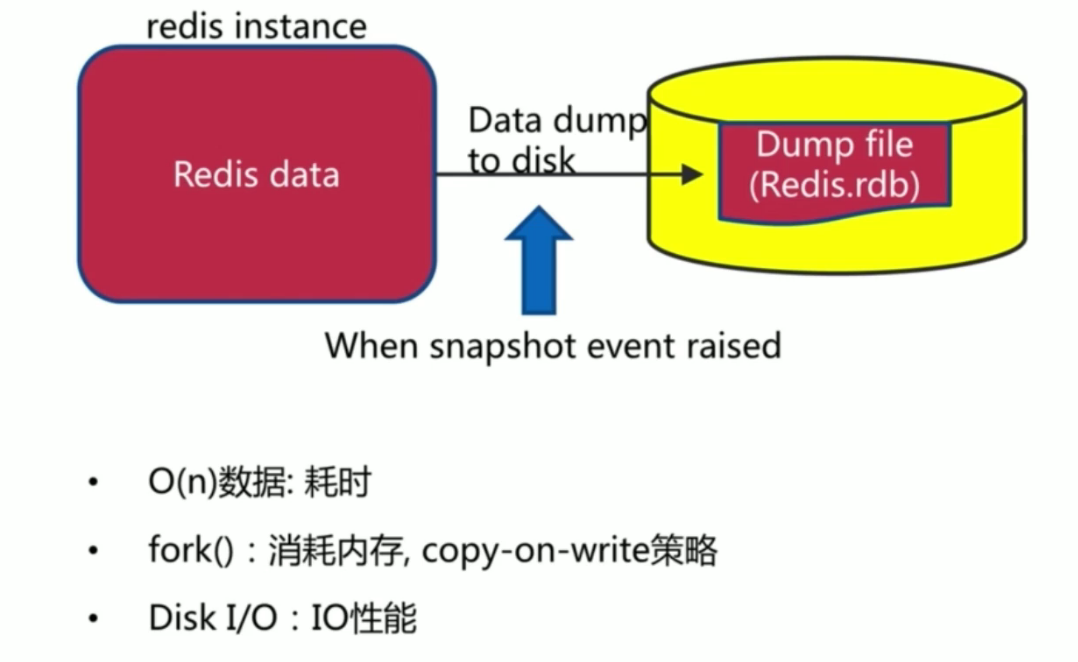 redis instance
Redis data
Data dump
to disk
Dump file
(Redis.rdb)
When snapshot event raised
• O(n)数据: 耗时
• fork()：消耗内存, copy-on-write策略
• Disk I/O：IO性能